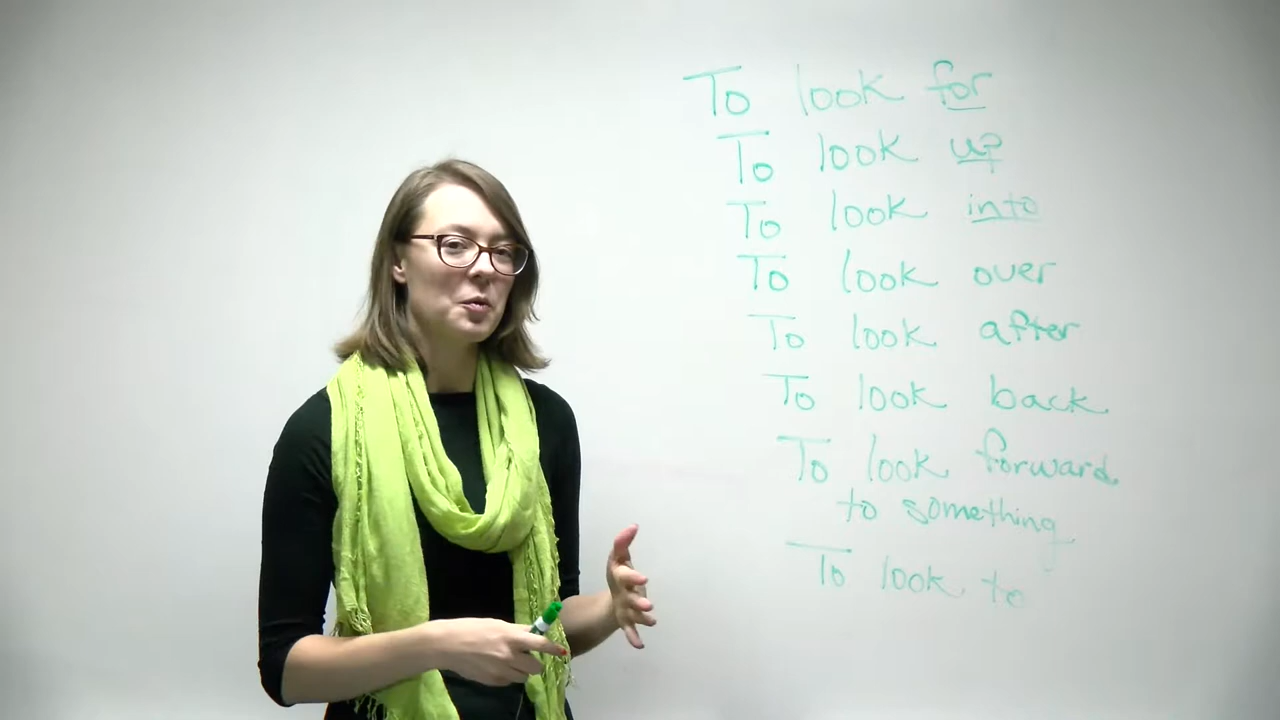 To look for
To look up
To look into
To look over
To look after
To look back
To look forward
to something
To look to